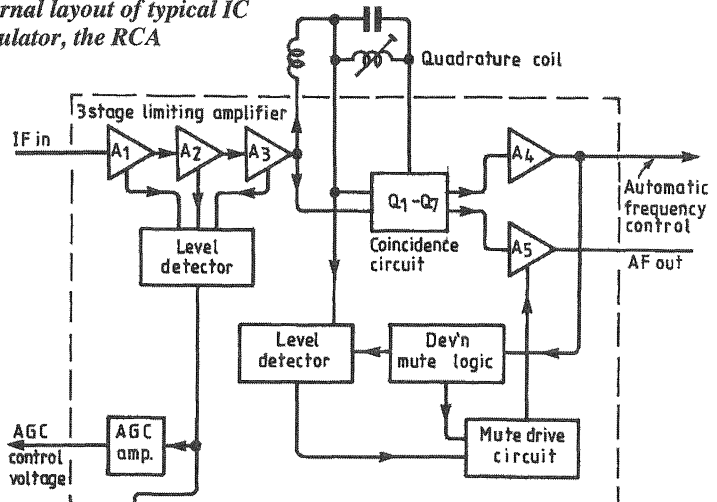 rnal layout of typical IC
ulator, the RCA
Quadrature coil
3 stage limiting amplifier
IF in
A1
A2
A3
A4
Automatic
frequency
control
Q1-Q7
Coincidence
circuit
A5
AF out
Level
detector
Level
detector
Dev'n
mute logic
AGC
control
voltage
AGC
amp.
Mute drive
circuit